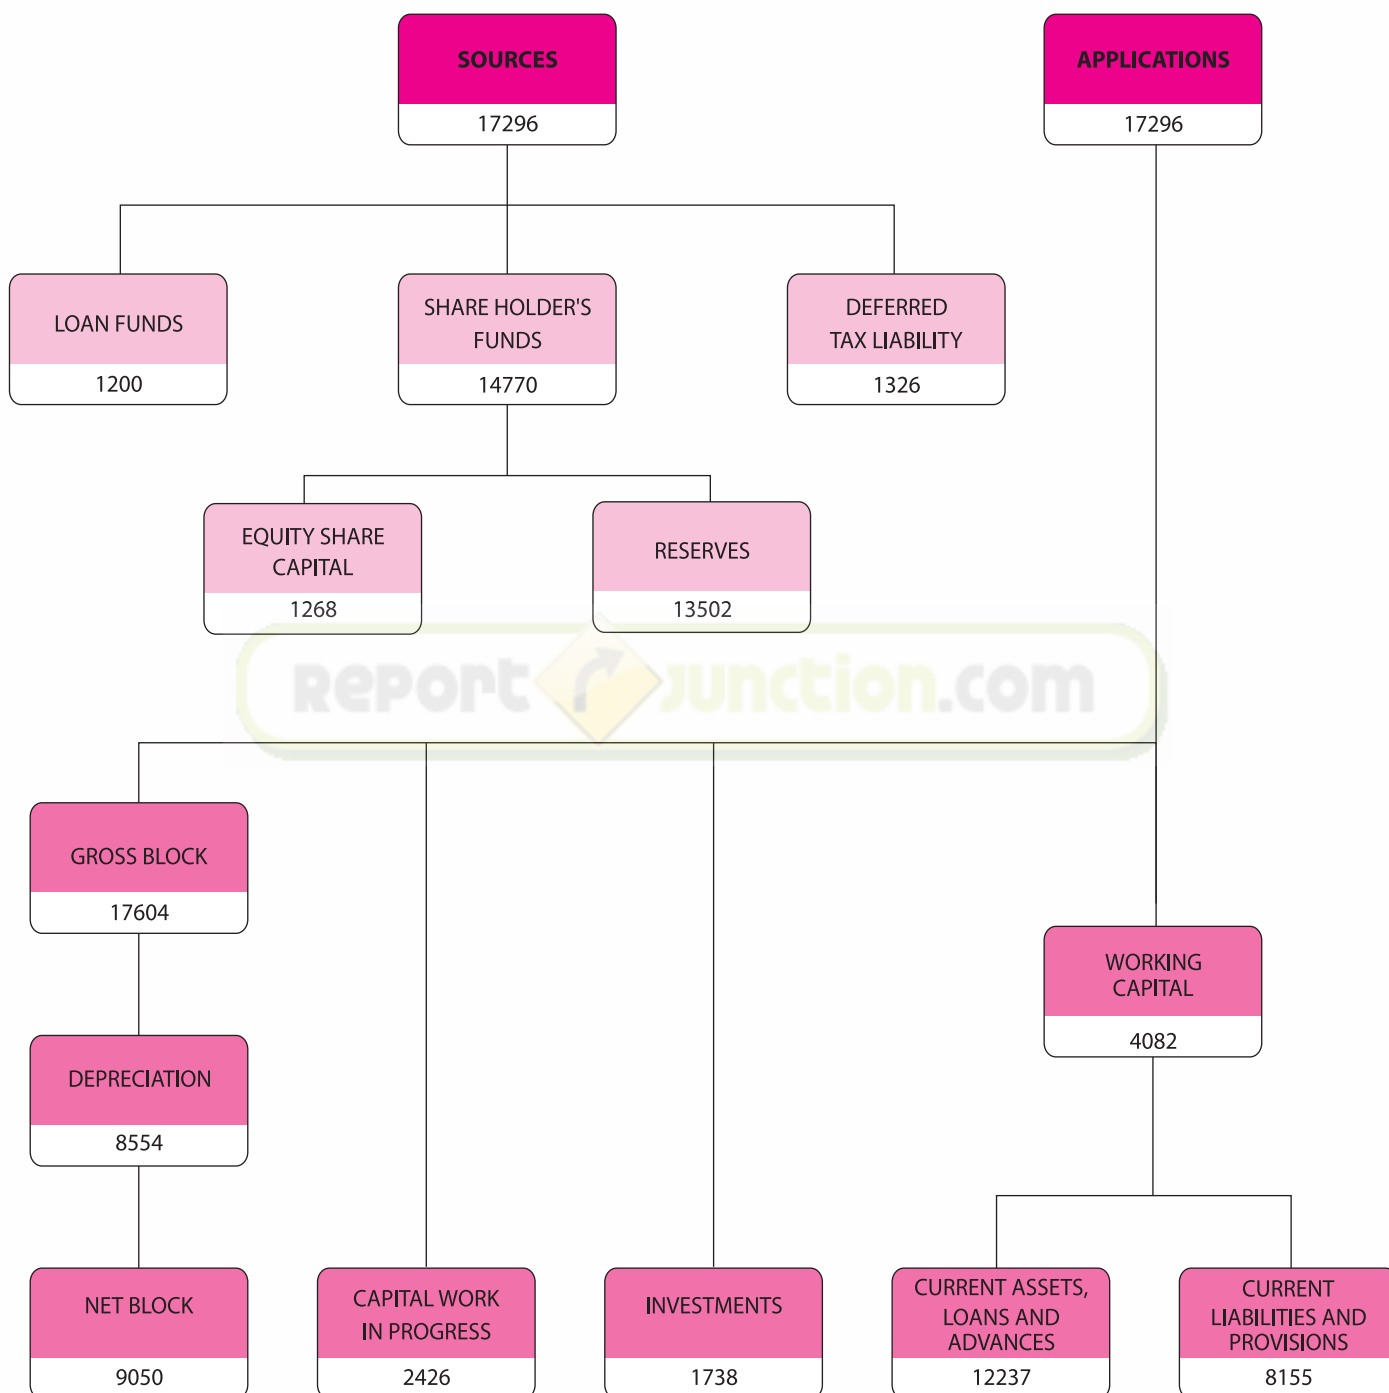 SOURCES
17296
APPLICATIONS
17296
LOAN FUNDS
1200
SHARE HOLDER'S
FUNDS
14770
DEFERRED
TAX LIABILITY
1326
EQUITY SHARE
CAPITAL
1268
RESERVES
13502
Report Junction.com
GROSS BLOCK
17604
WORKING
CAPITAL
4082
DEPRECIATION
8554
NET BLOCK
9050
CAPITAL WORK
IN PROGRESS
2426
INVESTMENTS
1738
CURRENT ASSETS,
LOANS AND
ADVANCES
12237
CURRENT
LIABILITIES AND
PROVISIONS
8155